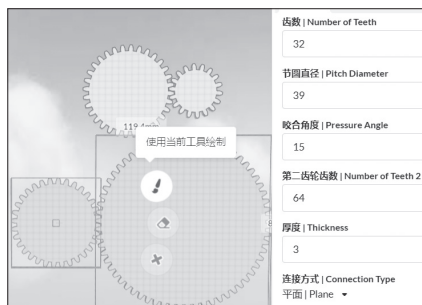 齿数 | Number of Teeth
32
节圆直径 | Pitch Diameter
39
咬合角度 | Pressure Angle
15
第二齿轮齿数 | Number of Teeth 2
64
厚度 | Thickness
3
连接方式 | Connection Type
平面 | Plane
使用当前工具绘制